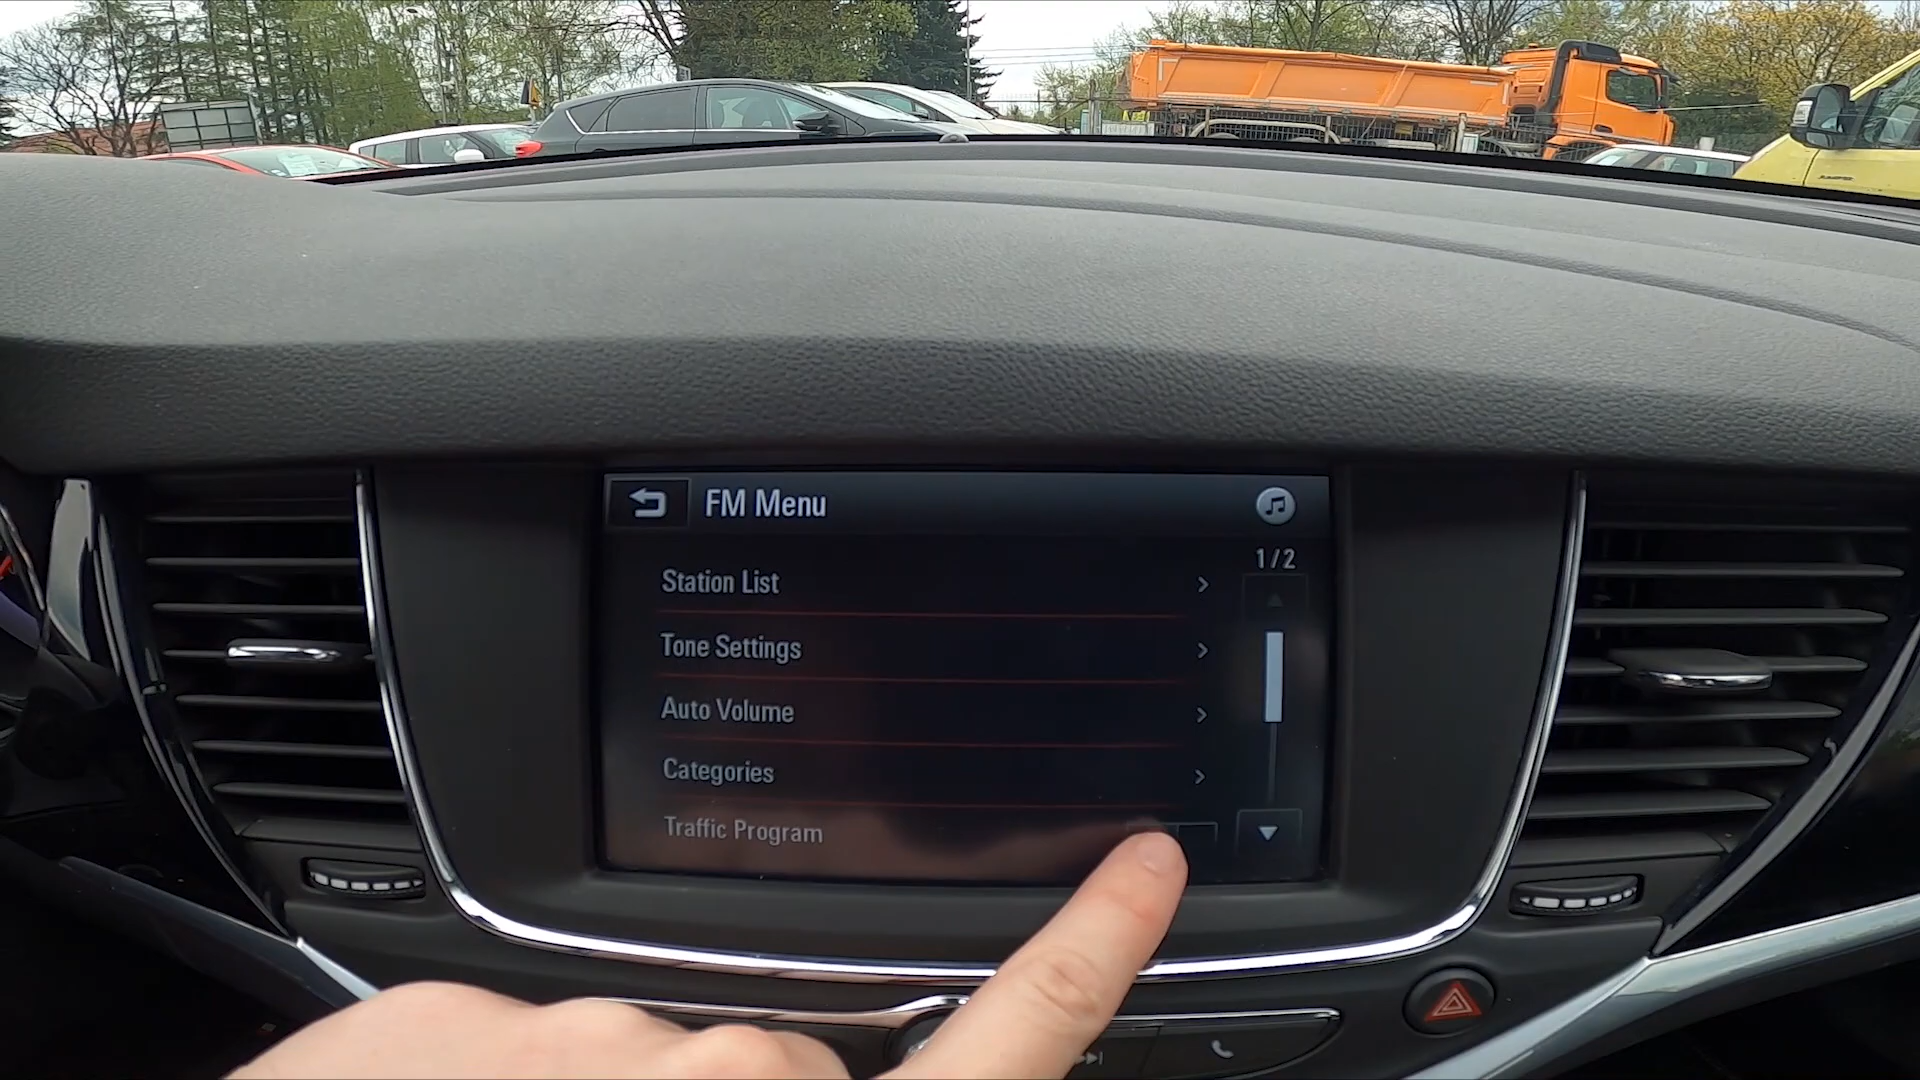 FM Menu
1/2
Station List
Tone Settings
Auto Volume
Categories
Traffic Program